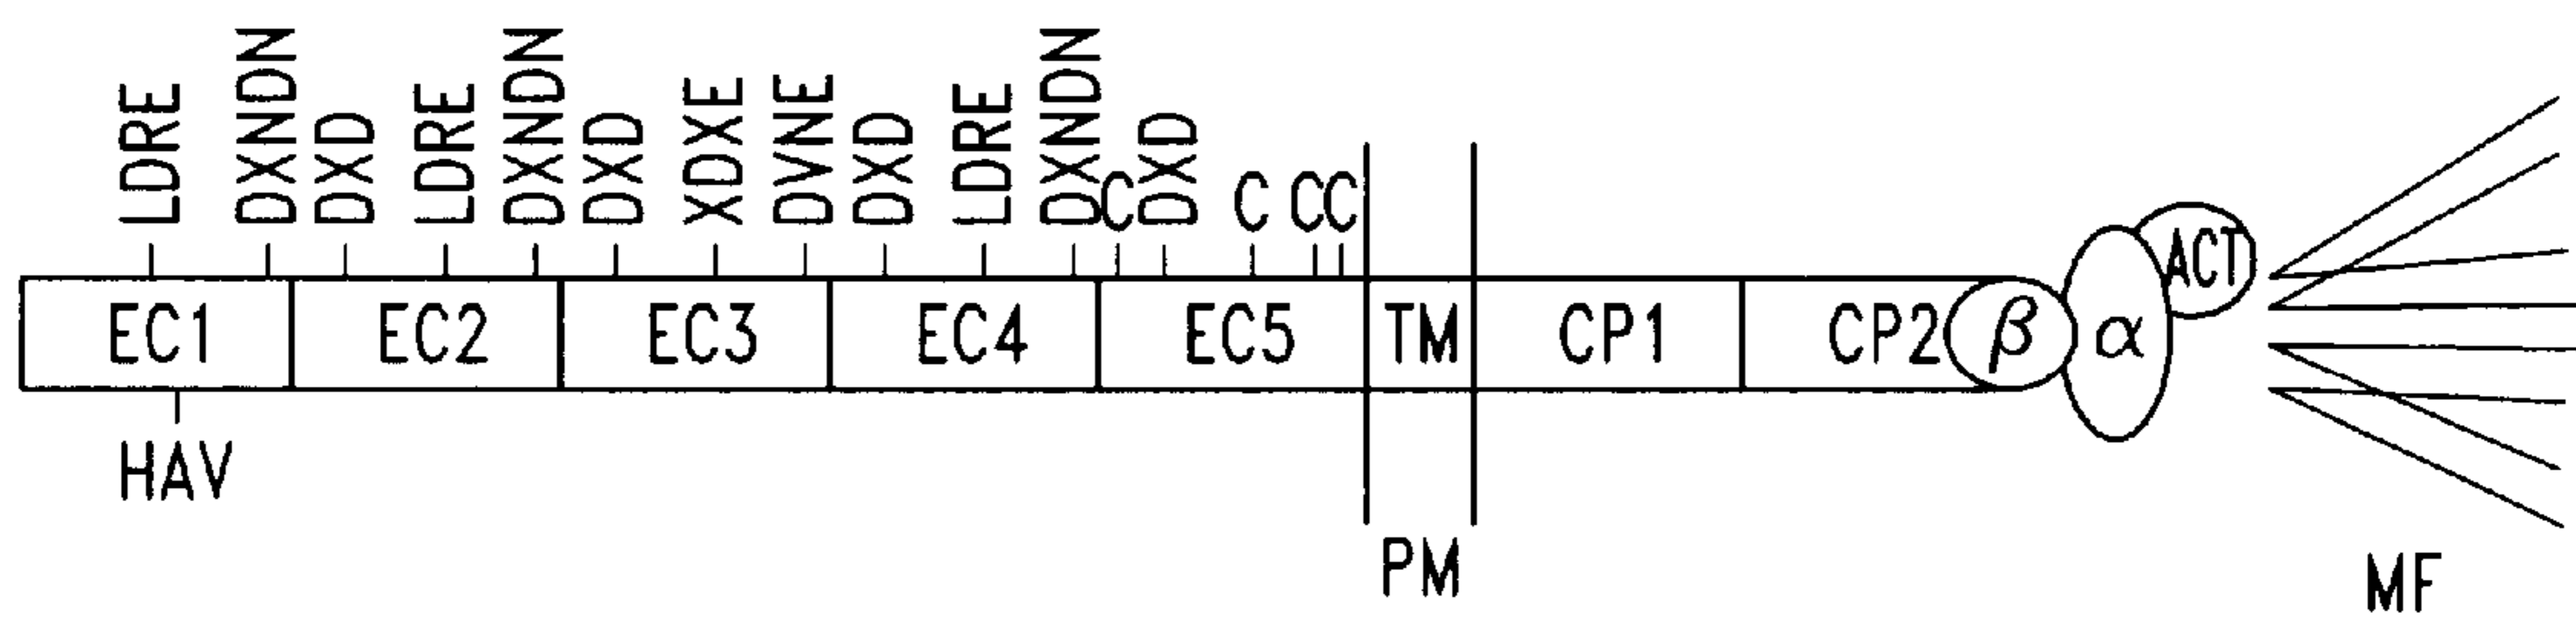 LDRE DXNDN DXD LDRE DXNDN DXD XDXE DVNE DXD LDRE DXNDN C DXD C C C
EC1 EC2 EC3 EC4 EC5 TM CP1 CP2 β α ACT
HAV
PM
MF